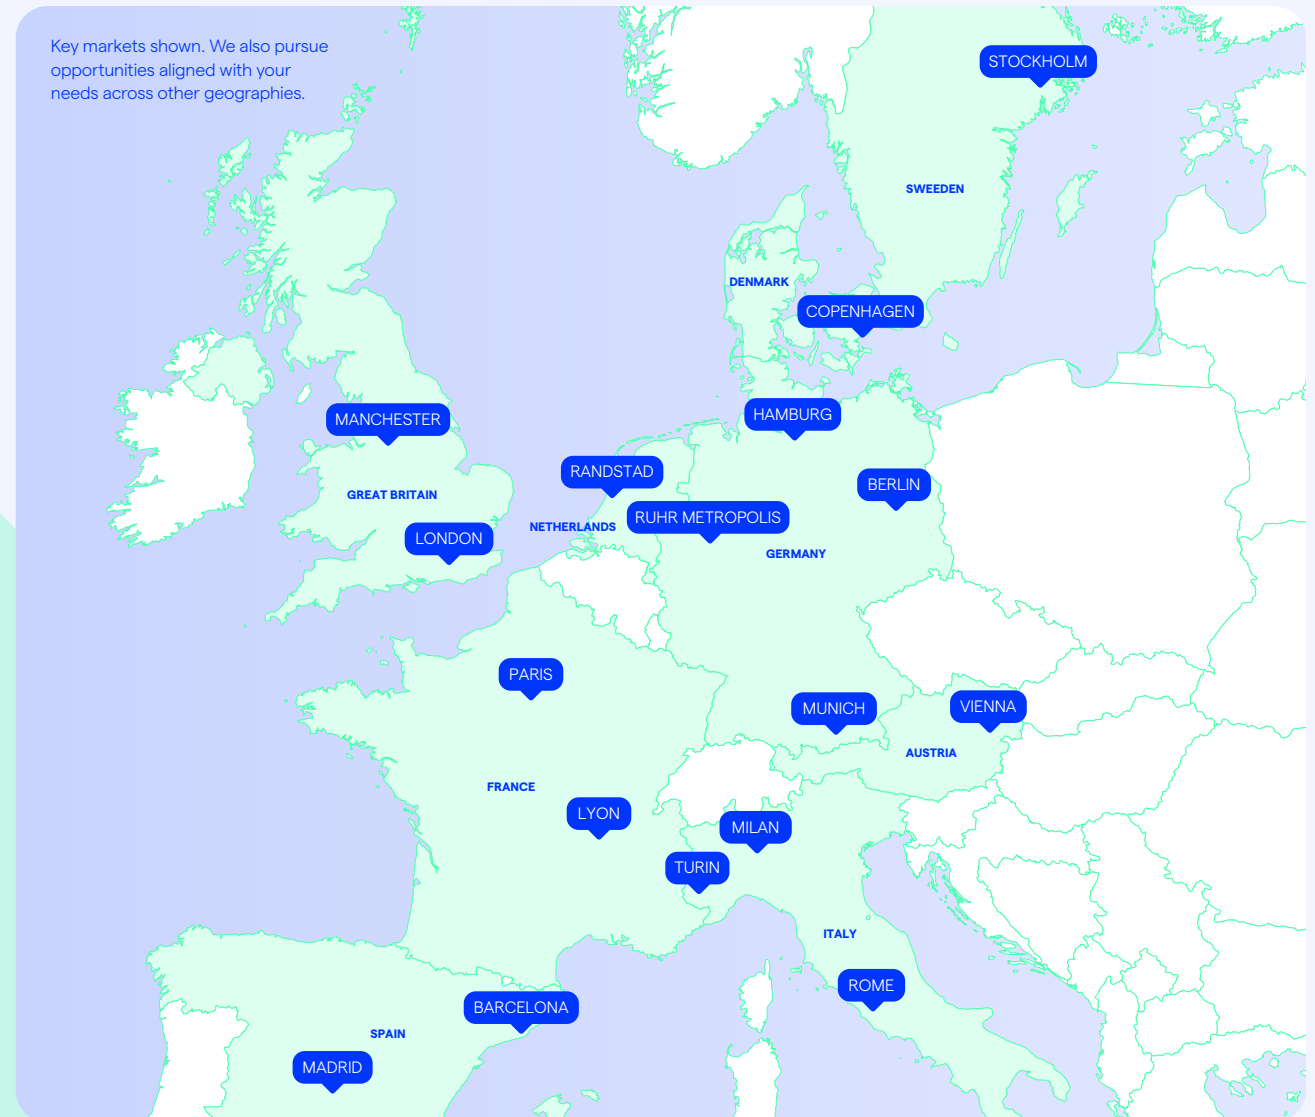 Key markets shown. We also pursue
opportunities aligned with your
needs across other geographies.
STOCKHOLM
SWEEDEN
DENMARK
COPENHAGEN
HAMBURG
MANCHESTER
RANDSTAD
BERLIN
GREAT BRITAIN
RUHR METROPOLIS
NETHERLANDS
LONDON
GERMANY
PARIS
MUNICH
VIENNA
AUSTRIA
FRANCE
LYON
MILAN
TURIN
ITALY
ROME
BARCELONA
SPAIN
MADRID